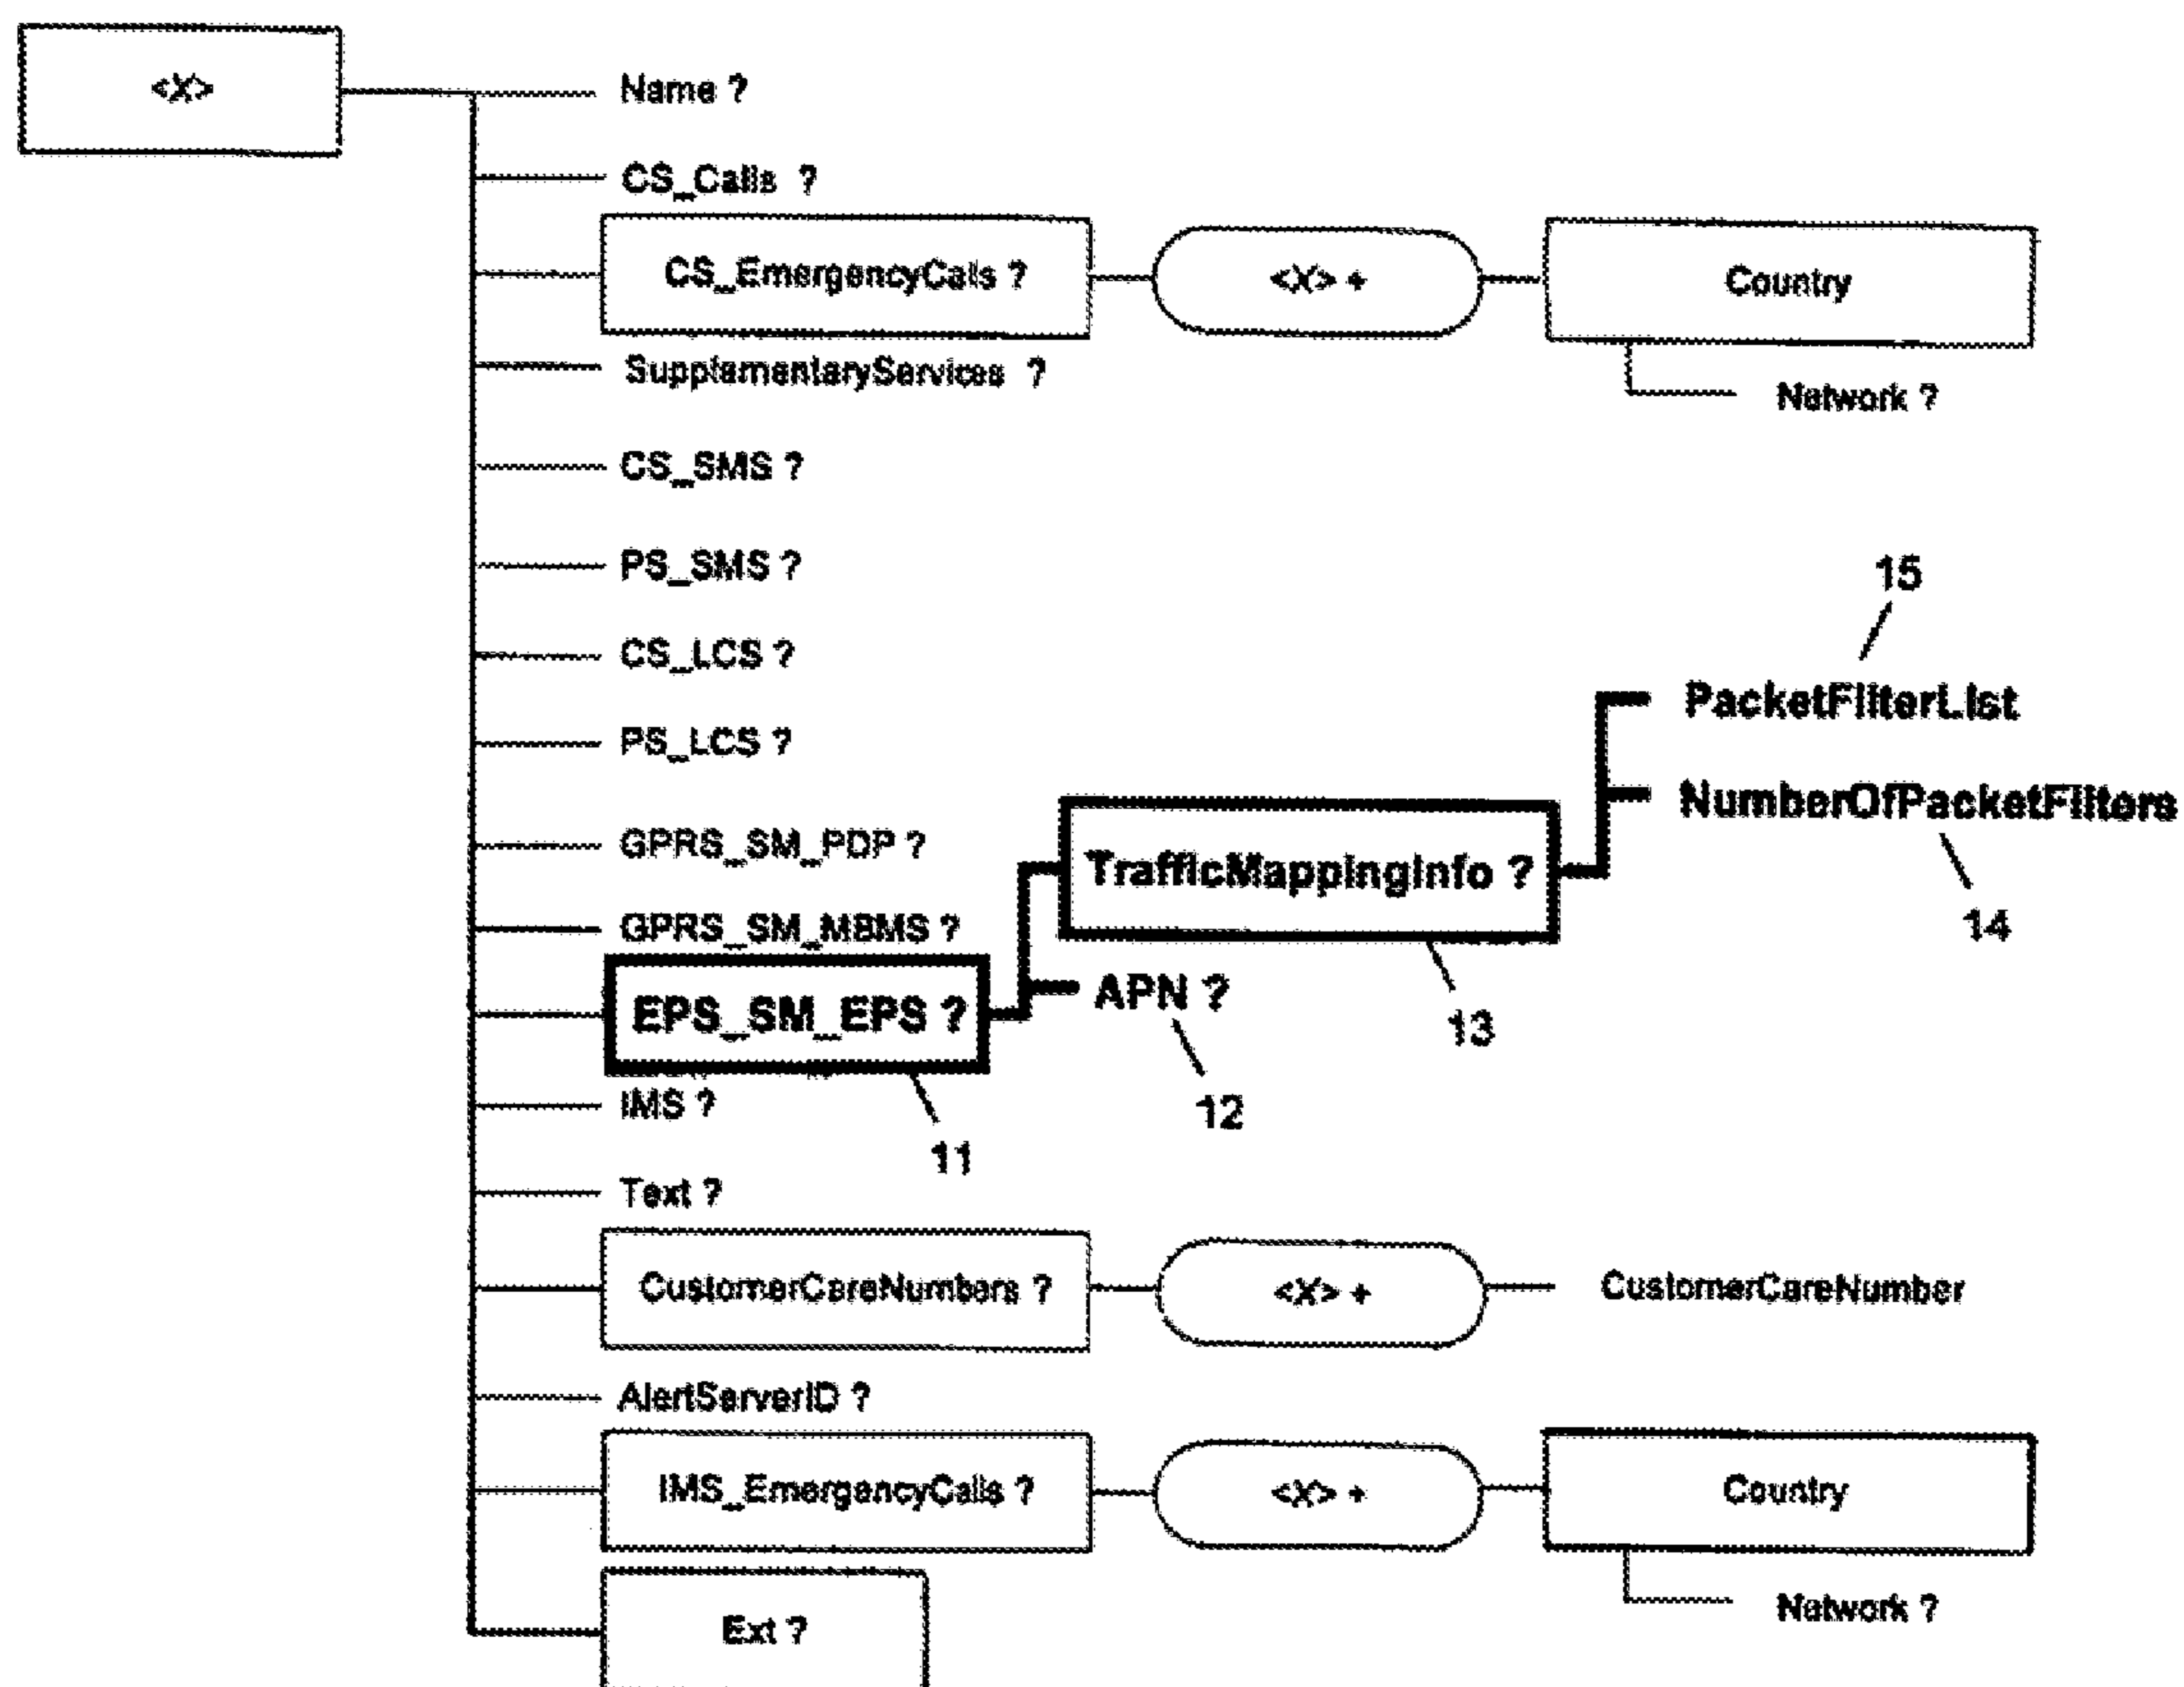 <X>
Name ?
CS_Calls ?
CS_EmergencyCalls ?
<X> +
Country
SupplementaryServices ?
Network ?
CS_SMS ?
PS_SMS ?
15
CS_LCS ?
PacketFilterList
PS_LCS ?
NumberOfPacketFilters
GPRS_SM_PDP ?
TrafficMappingInfo ?
14
GPRS_SM_MBMS ?
APN ?
EPS_SM_EPS ?
13
IMS ?
12
11
Text ?
CustomerCareNumbers ?
<X> +
CustomerCareNumber
AlertServerID ?
IMS_EmergencyCalls ?
<X> +
Country
Network ?
Ext ?